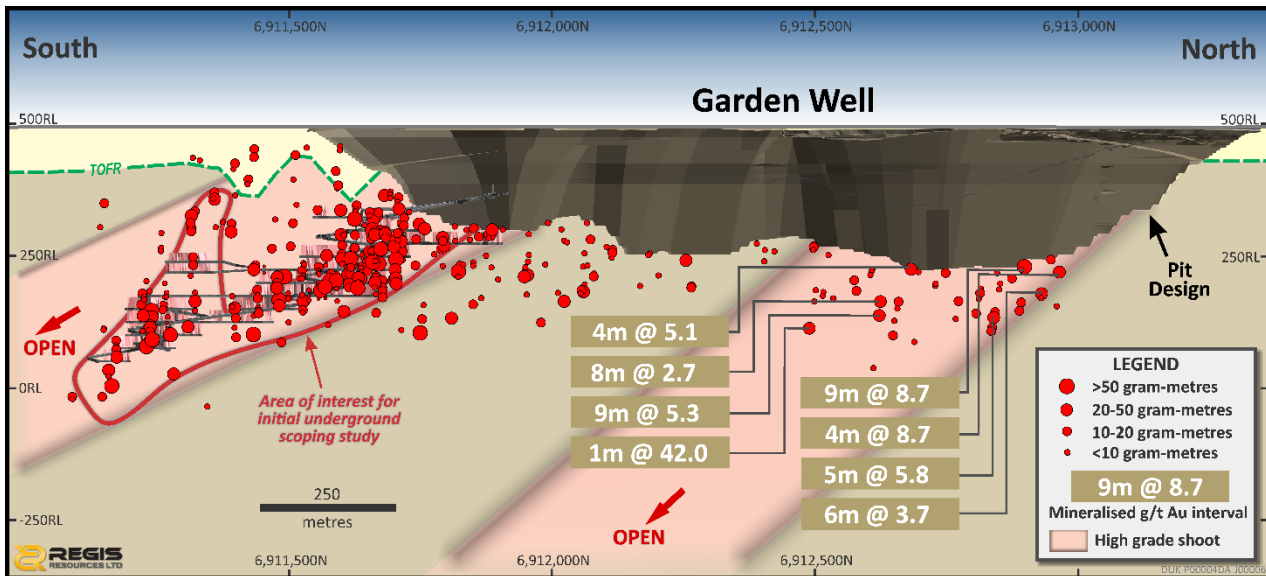 6,911,500N
6,912,000N
6,912,500N
6,913,000N
South
North
Garden Well
500RL
500RL
TOFR
250RL
250RL
Pit
Design
OPEN
0RL
Area of interest for
initial underground
scoping study
4m @ 5.1
8m @ 2.7
9m @ 5.3
1m @ 42.0
9m @ 8.7
4m @ 8.7
5m @ 5.8
6m @ 3.7
LEGEND
>50 gram-metres
20-50 gram-metres
10-20 gram-metres
<10 gram-metres
9m @ 8.7
Mineralised g/t Au interval
High grade shoot
250
metres
-250RL
OPEN
REGIS
RESOURCES LTD
6,911,500N
6,912,000N
6,912,500N
DUK P00004DA J00006